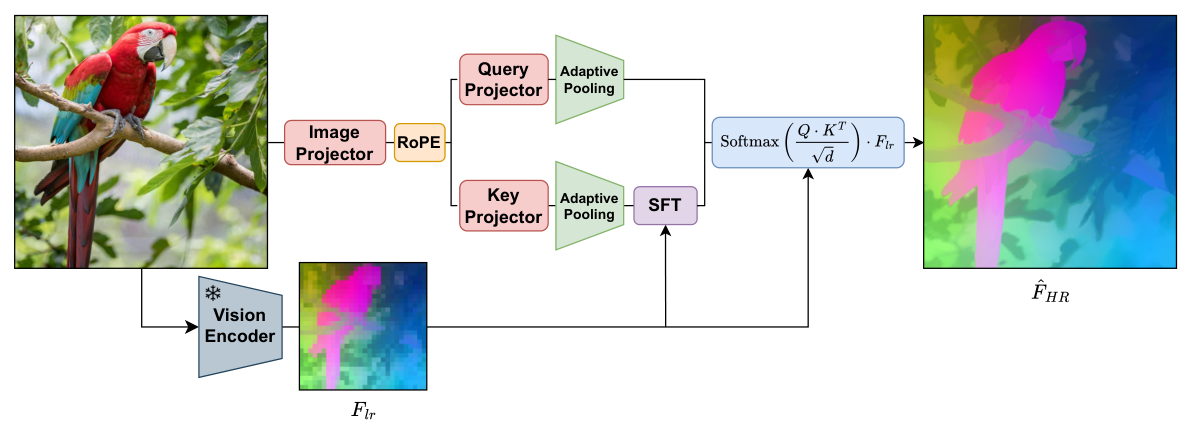 Image
Projector
RoPE
Query
Projector
Adaptive
Pooling
Key
Projector
Adaptive
Pooling
SFT
Softmax (Q · K^T / √d) · F_lr
F̂_HR
Vision
Encoder
F_lr